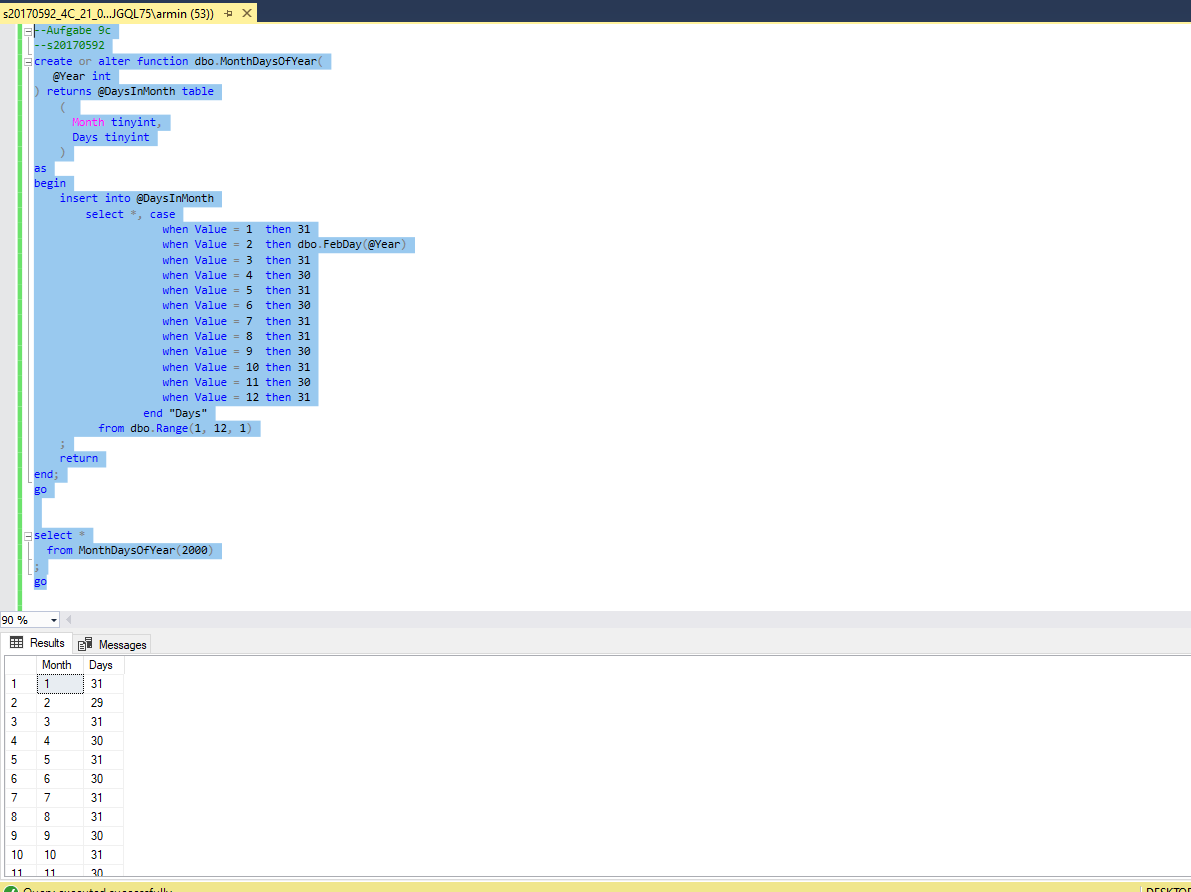 s20170592_4C_21_0...JGQL75\armin (53))
--Aufgabe 9c
--s20170592
create or alter function dbo.MonthDaysOfYear(
@Year int
) returns @DaysInMonth table
(
Month tinyint,
Days tinyint
)
as
begin
insert into @DaysInMonth
select *, case
when Value = 1 then 31
when Value = 2 then dbo.FebDay(@Year)
when Value = 3 then 31
when Value = 4 then 30
when Value = 5 then 31
when Value = 6 then 30
when Value = 7 then 31
when Value = 8 then 31
when Value = 9 then 30
when Value = 10 then 31
when Value = 11 then 30
when Value = 12 then 31
end "Days"
from dbo.Range(1, 12, 1)
;
return
end;
go
select *
from MonthDaysOfYear(2000)
;
go
90 %
Results Messages
Month Days
1 1 31
2 2 29
3 3 31
4 4 30
5 5 31
6 6 30
7 7 31
8 8 31
9 9 30
10 10 31
11 11 30
Query executed successfully. DESKTOP